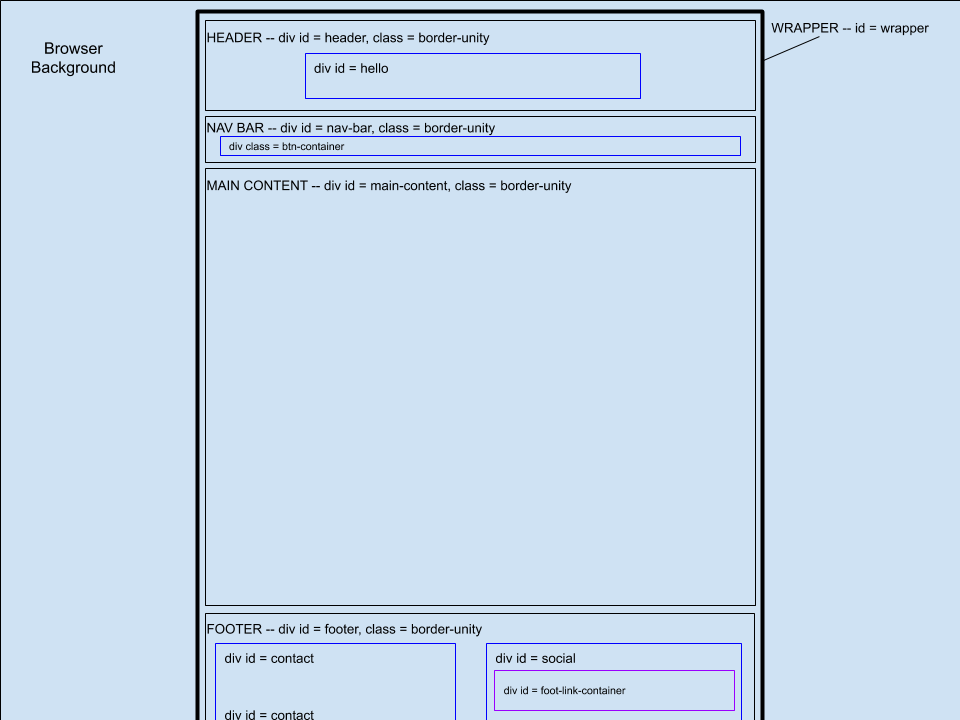 Browser
Background
WRAPPER -- id = wrapper
HEADER -- div id = header, class = border-unity
div id = hello
NAV BAR -- div id = nav-bar, class = border-unity
div class = btn-container
MAIN CONTENT -- div id = main-content, class = border-unity
FOOTER -- div id = footer, class = border-unity
div id = contact
div id = social
div id = foot-link-container
div id = contact